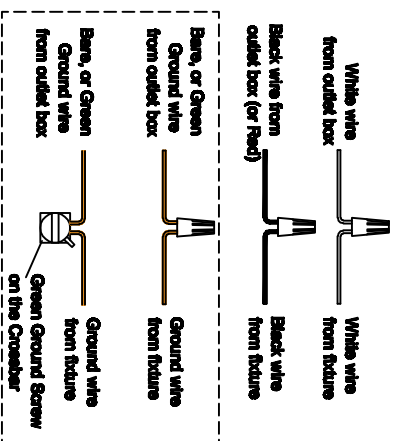 White wire
from outlet box
White wire
from fixture
Black wire from
outlet box (or Red)
Black wire
from fixture
Bare, or Green
Ground wire
from outlet box
Ground wire
from fixture
Bare, or Green
Ground wire
from outlet box
Ground wire
from fixture
Green Ground Screw
on the Crossbar